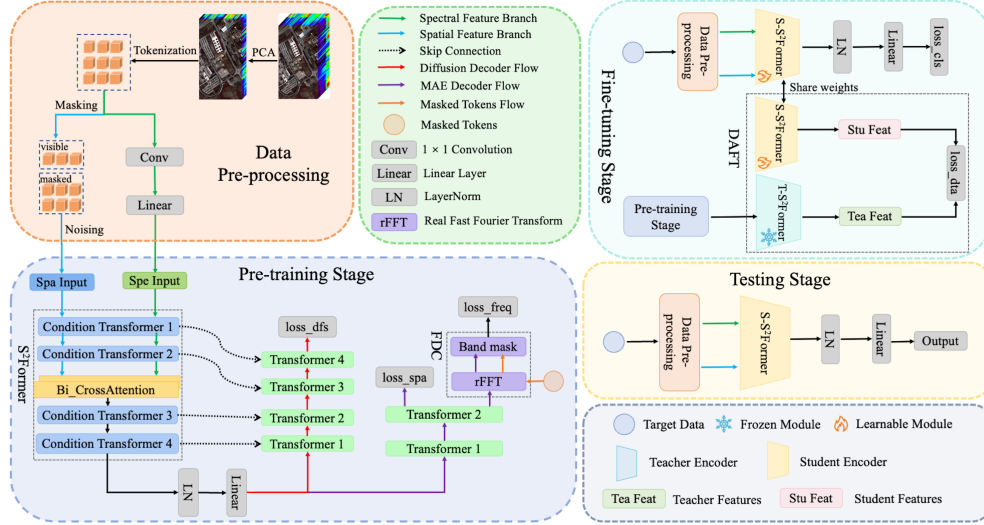 Tokenization
PCA
Masking
visible
masked
Noising
Conv
Linear
Data
Pre-processing
Spectral Feature Branch
Spatial Feature Branch
Skip Connection
Diffusion Decoder Flow
MAE Decoder Flow
Masked Tokens Flow
Masked Tokens
Conv
1 × 1 Convolution
Linear
Linear Layer
LN
LayerNorm
rFFT
Real Fast Fourier Transform
Fine-tuning Stage
Data Pre-
processing
S-S²Former
LN
Linear
loss_cls
Share weights
DAFT
S-S²Former
Stu Feat
loss_dta
Pre-training
Stage
T-S²Former
Tea Feat
Pre-training Stage
Spa Input
Spe Input
S²Former
Condition Transformer 1
Condition Transformer 2
Bi_CrossAttention
Condition Transformer 3
Condition Transformer 4
LN
Linear
loss_dfs
Transformer 4
Transformer 3
Transformer 2
Transformer 1
loss_spa
loss_freq
FDC
Band mask
rFFT
Transformer 2
Transformer 1
Testing Stage
Data Pre-
processing
S-S²Former
LN
Linear
Output
Target Data
Frozen Module
Learnable Module
Teacher Encoder
Student Encoder
Tea Feat
Teacher Features
Stu Feat
Student Features